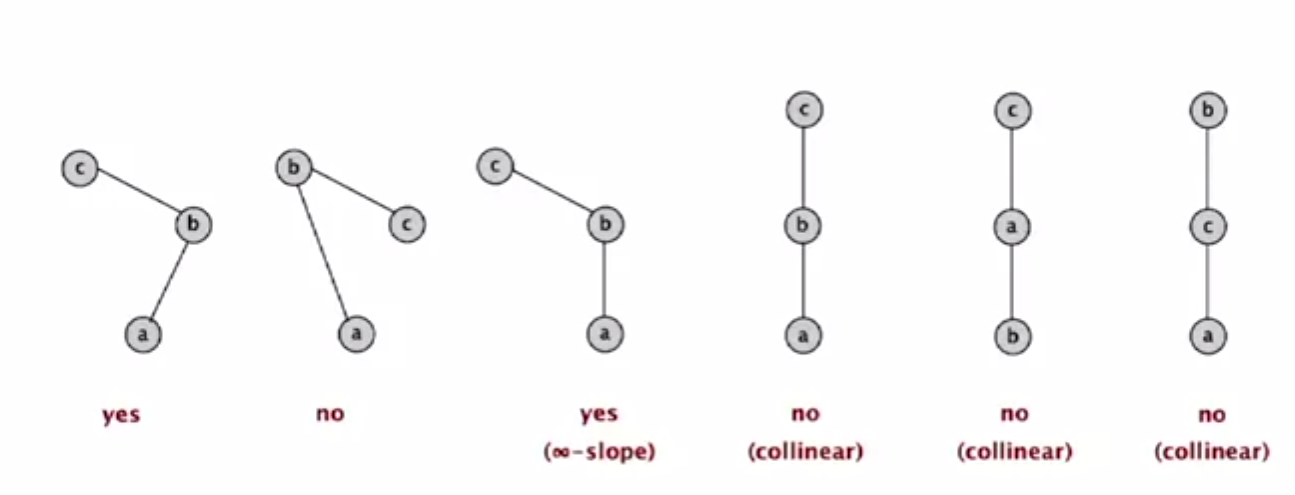 c
b
a
b
c
a
c
b
a
c
b
a
c
a
b
b
c
a
yes
no
yes
(∞-slope)
no
(collinear)
no
(collinear)
no
(collinear)